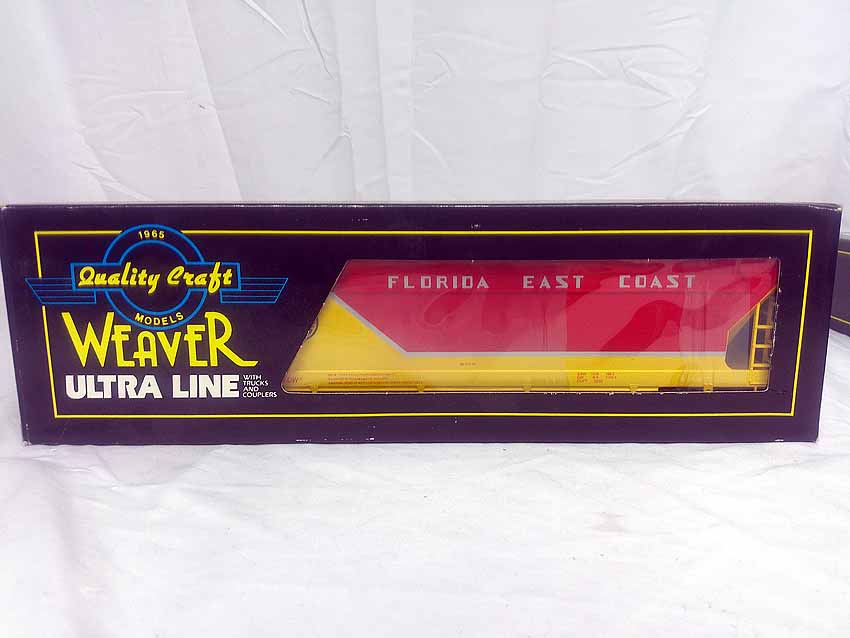 1965
Quality Craft
MODELS
WEAVER
ULTRA LINE
WITH
TRUCKS
AND
COUPLERS
FLORIDA EAST COAST